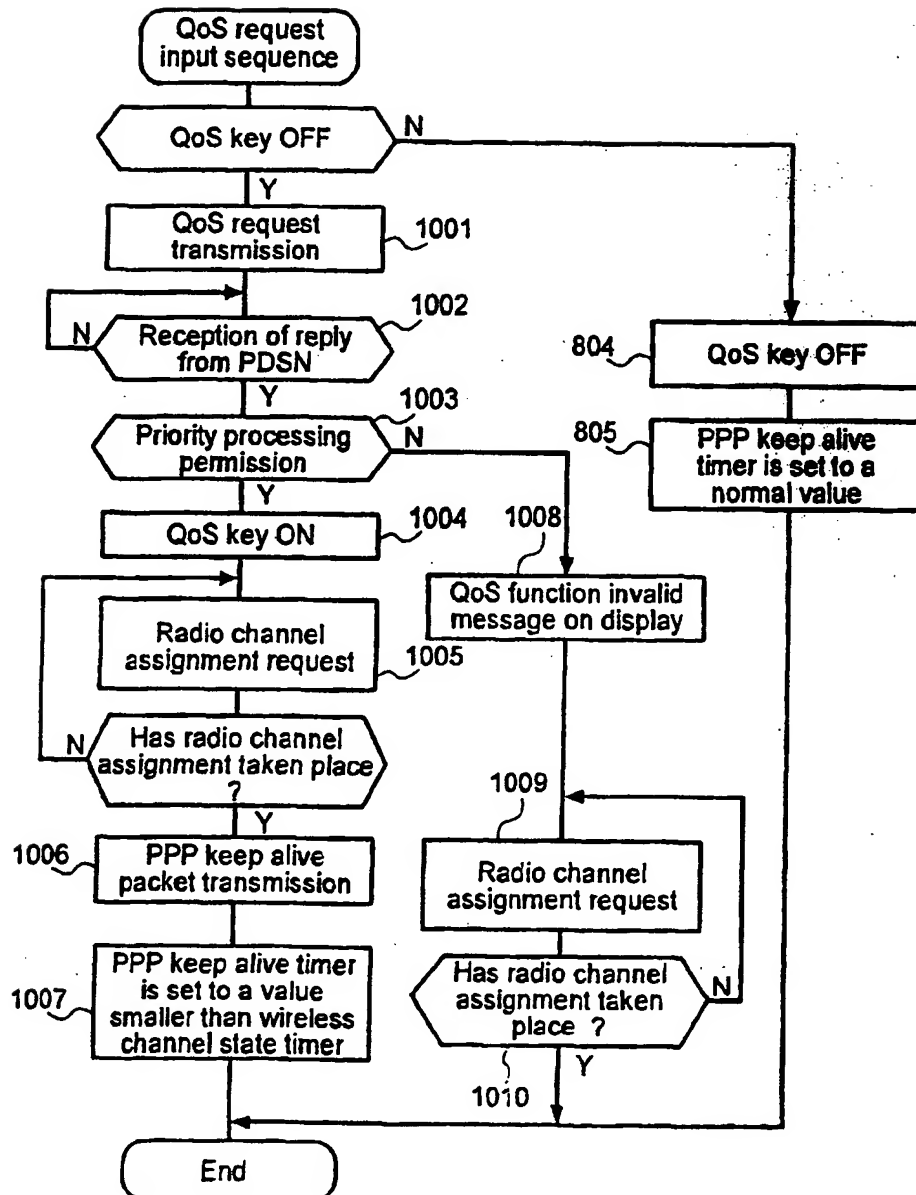 QoS request
input sequence
QoS key OFF
N
Y
QoS request
transmission
1001
1002
N
Reception of reply
from PDSN
Y
1003
Priority processing
permission
N
Y
QoS key ON
1004
Radio channel
assignment request
1005
N
Has radio channel
assignment taken place
?
Y
1006
PPP keep alive
packet transmission
1007
PPP keep alive timer
is set to a value
smaller than wireless
channel state timer
End
1008
QoS function invalid
message on display
1009
Radio channel
assignment request
Has radio channel
assignment taken
place ?
N
1010
Y
804
QoS key OFF
805
PPP keep alive
timer is set to a
normal value